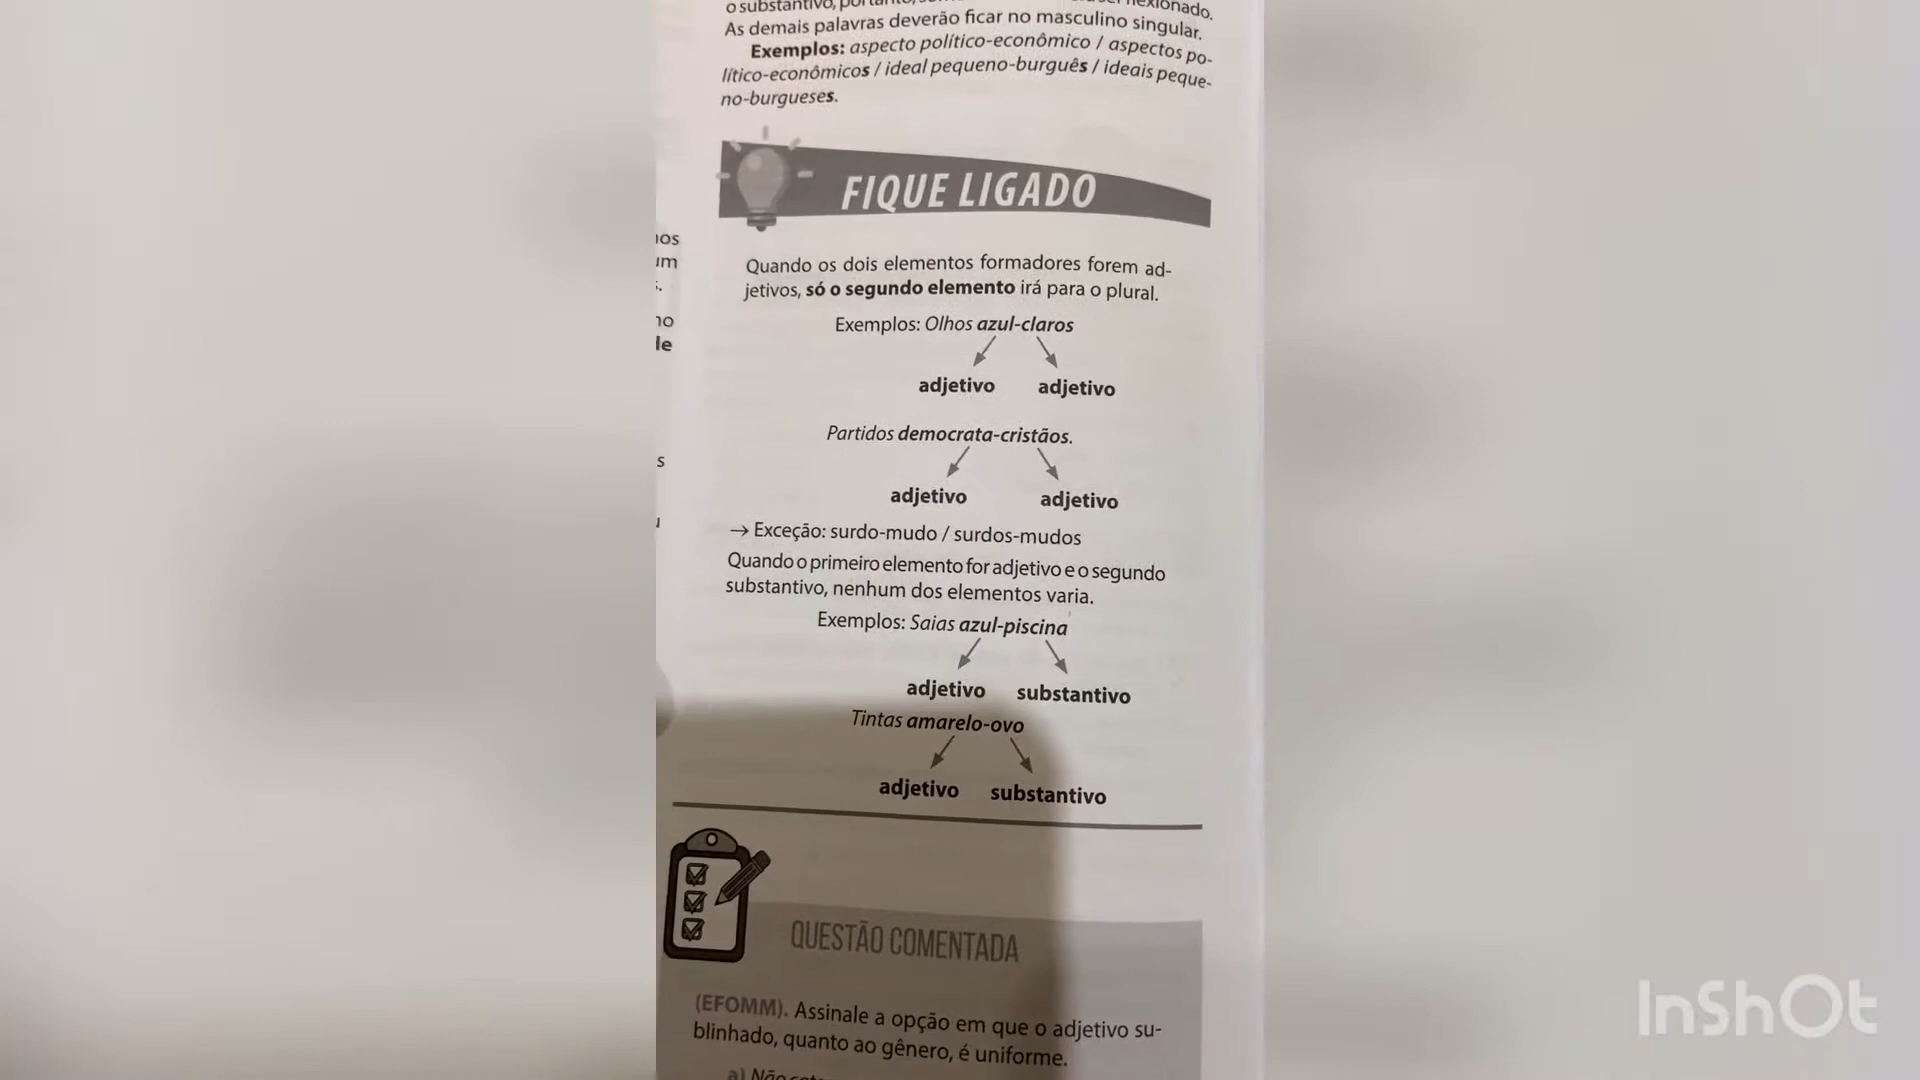 o substantivo,
flexionado.
As demais palavras deverão ficar no masculino singular.
Exemplos: aspecto político-econômico / aspectos po-
lítico-econômicos / ideal pequeno-burguês / ideais peque-
no-burgueses.
FIQUE LIGADO
Quando os dois elementos formadores forem ad-
jetivos, só o segundo elemento irá para o plural.
Exemplos: Olhos azul-claros
adjetivo adjetivo
Partidos democrata-cristãos.
adjetivo adjetivo
→ Exceção: surdo-mudo / surdos-mudos
Quando o primeiro elemento for adjetivo e o segundo
substantivo, nenhum dos elementos varia.
Exemplos: Saias azul-piscina
adjetivo substantivo
Tintas amarelo-ovo
adjetivo substantivo
QUESTÃO COMENTADA
(EFOMM). Assinale a opção em que o adjetivo su-
blinhado, quanto ao gênero, é uniforme.
a) Não
InShOt